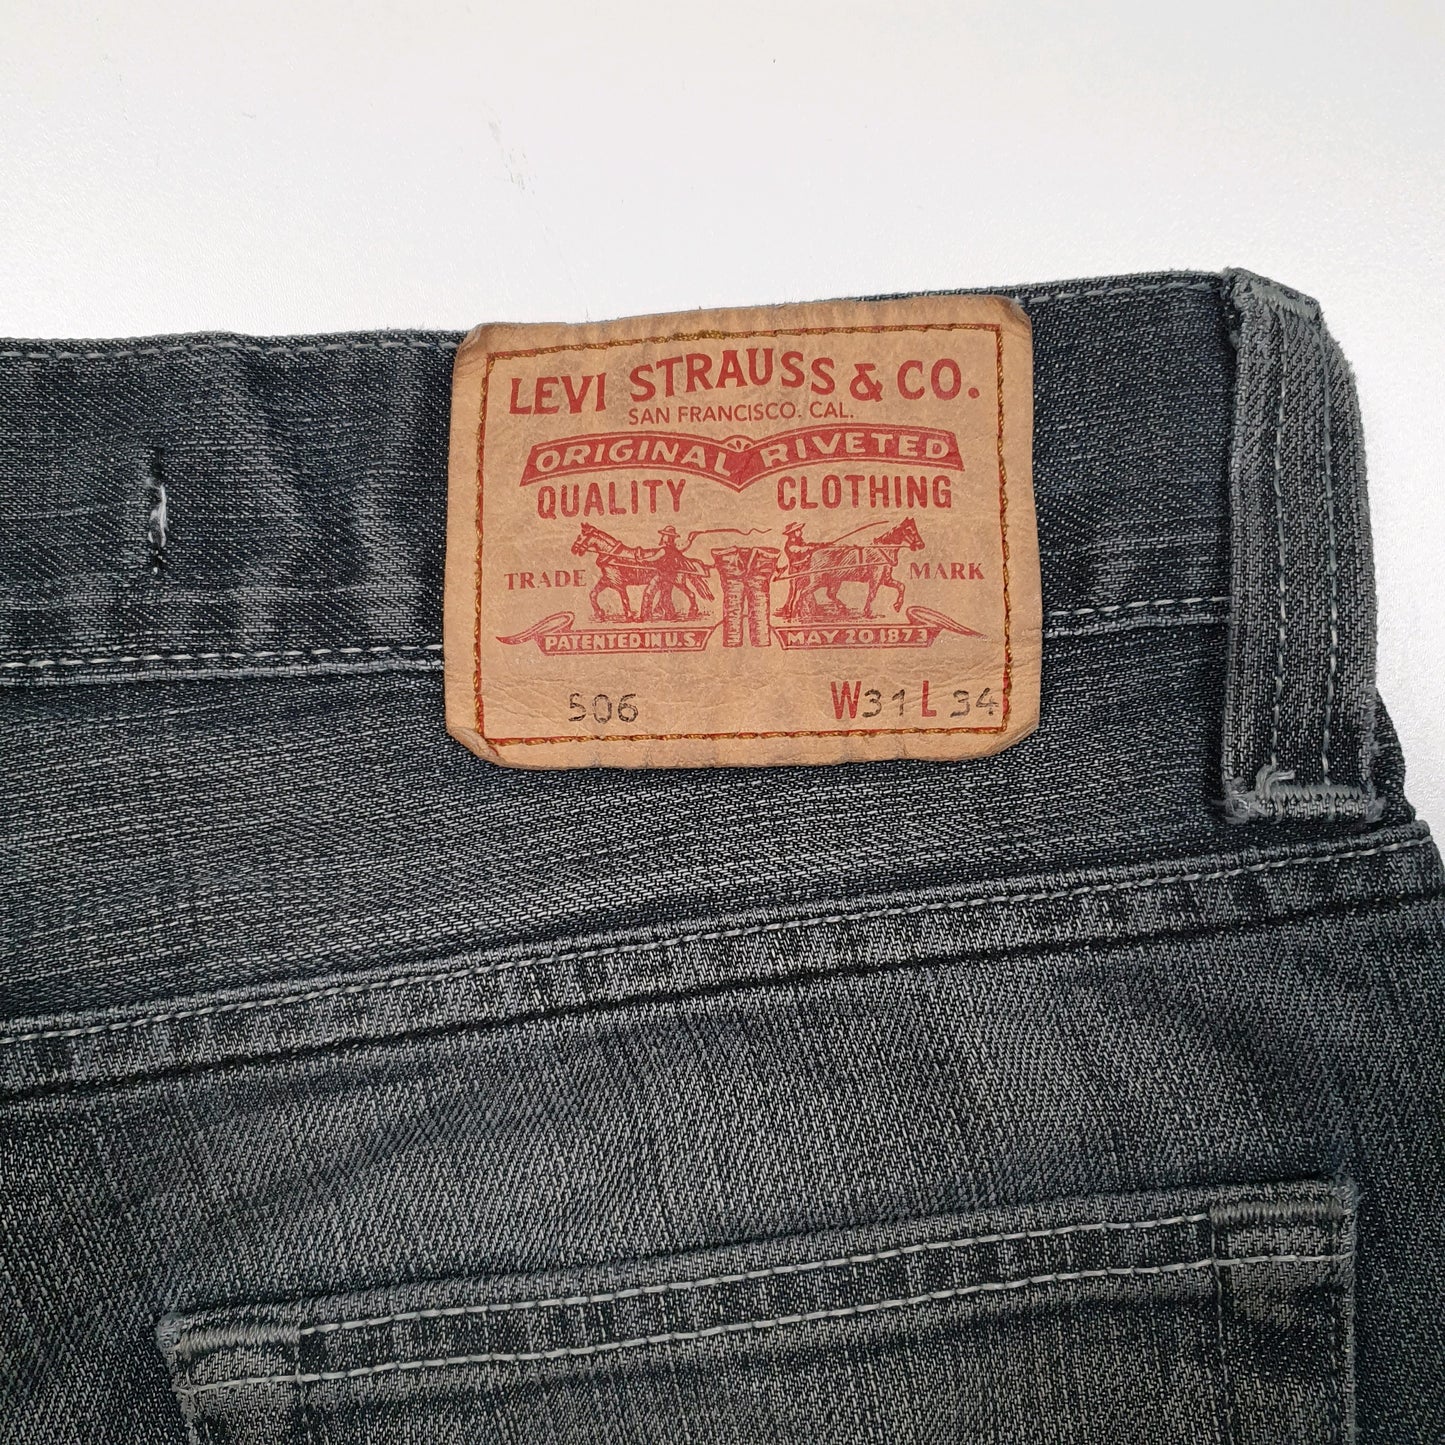 LEVI STRAUSS & CO.
SAN FRANCISCO. CAL.
ORIGINAL RIVETED
QUALITY CLOTHING
TRADE MARK
PATENTED IN U.S. MAY 20 1873
506 W31 L 34